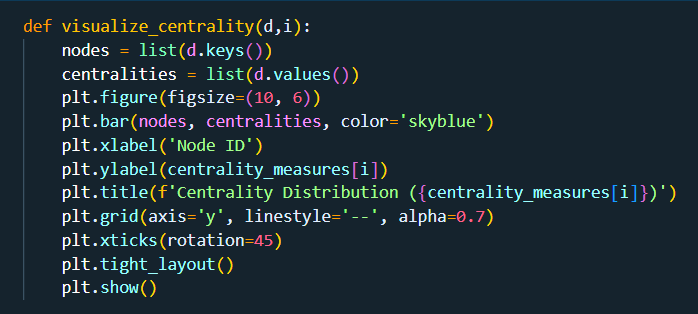 def visualize_centrality(d,i):
    nodes = list(d.keys())
    centralities = list(d.values())
    plt.figure(figsize=(10, 6))
    plt.bar(nodes, centralities, color='skyblue')
    plt.xlabel('Node ID')
    plt.ylabel(centrality_measures[i])
    plt.title(f'Centrality Distribution ({centrality_measures[i]})')
    plt.grid(axis='y', linestyle='--', alpha=0.7)
    plt.xticks(rotation=45)
    plt.tight_layout()
    plt.show()